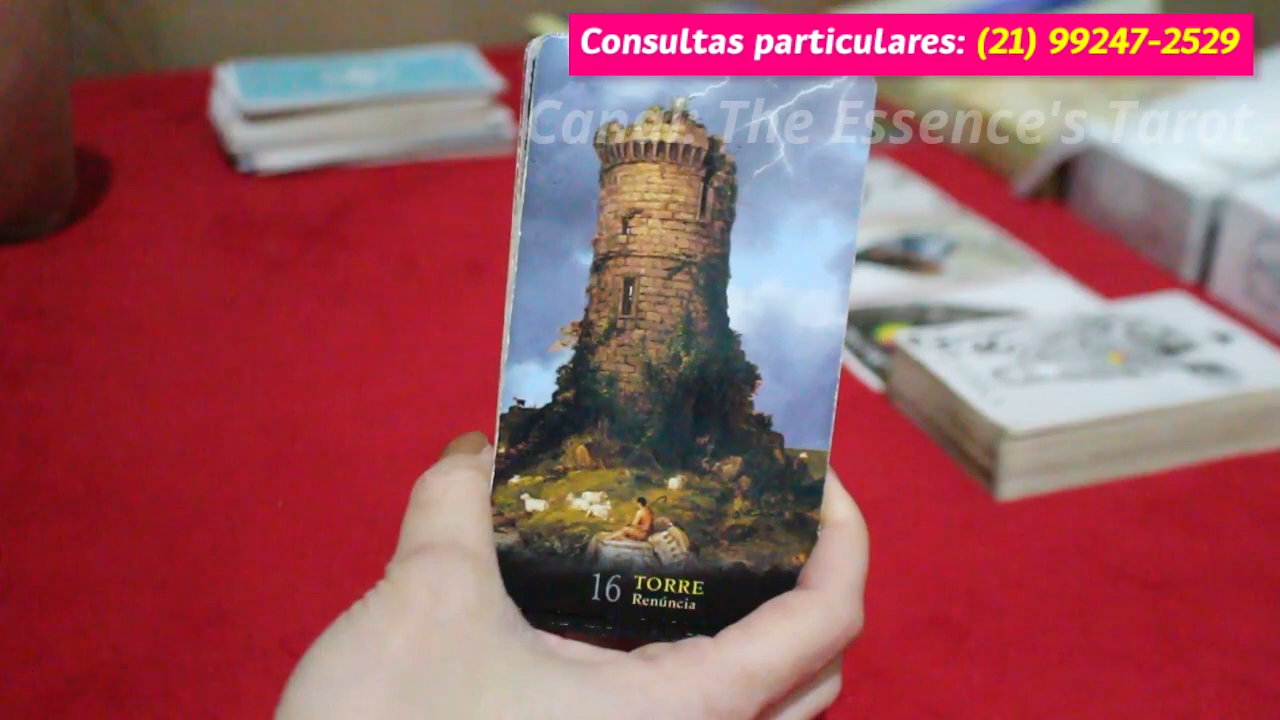 Consultas particulares: (21) 99247-2529
Canal The Essence's Tarot
16 TORRE
Renúncia